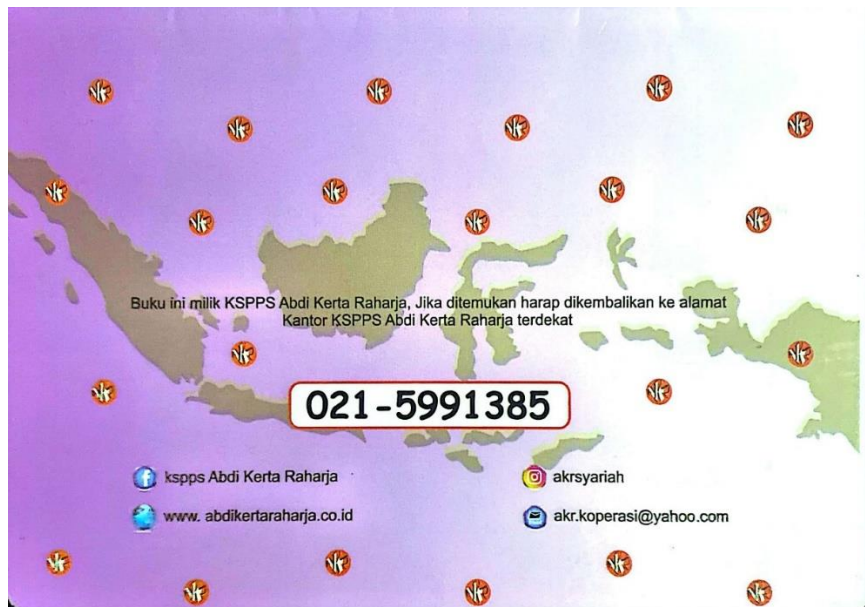 Buku ini milik KSPPS Abdi Kerta Raharja, Jika ditemukan harap dikembalikan ke alamat
Kantor KSPPS Abdi Kerta Raharja terdekat
021-5991385
kspps Abdi Kerta Raharja
akrsyariah
www. abdikertaraharja.co.id
akr.koperasi@yahoo.com